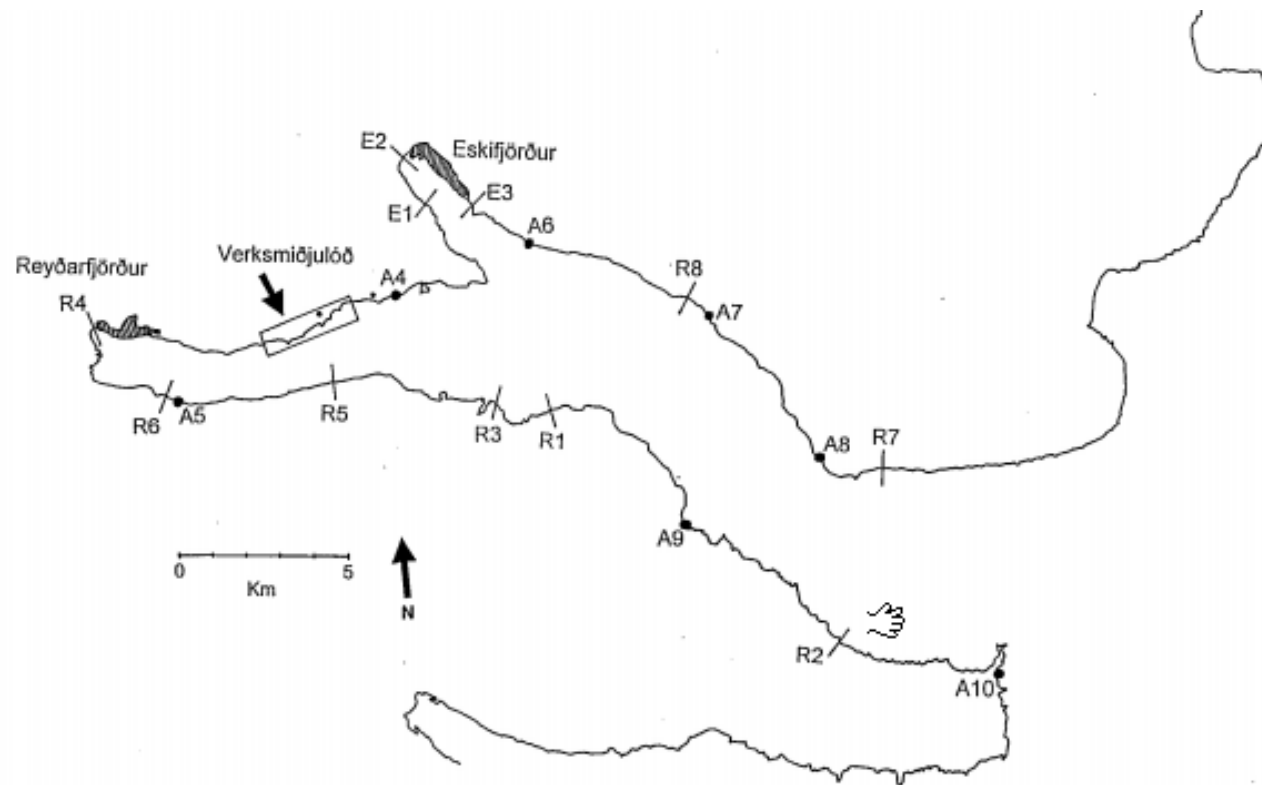 E2
Eskifjörður
E3
E1
A6
Verksmiðjulóð
Reyðarfjörður
A4
R8
R4
A7
R6
A5
R5
R3
R1
A8
R7
A9
0 5
Km
N
R2
A10